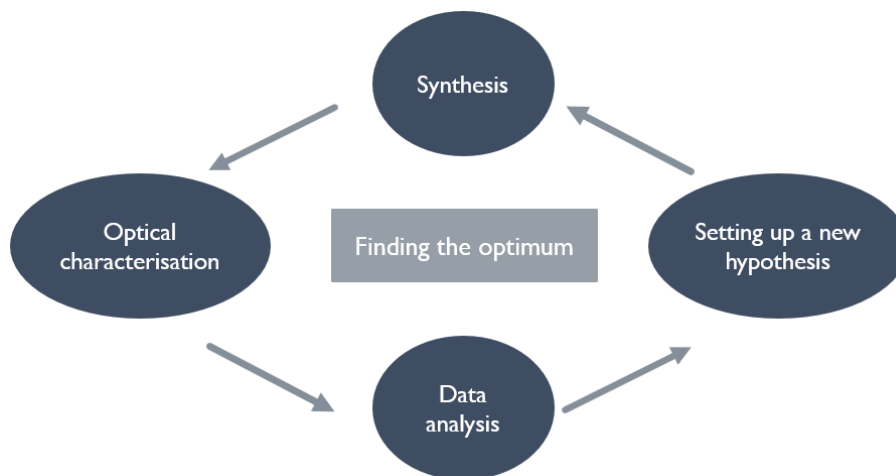 Synthesis
Optical
characterisation
Finding the optimum
Setting up a new
hypothesis
Data
analysis